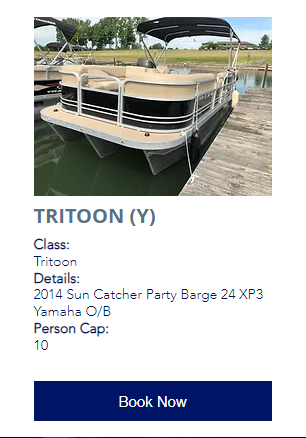 TRITOON (Y)
Class:
Tritoon
Details:
2014 Sun Catcher Party Barge 24 XP3
Yamaha O/B
Person Cap:
10
Book Now